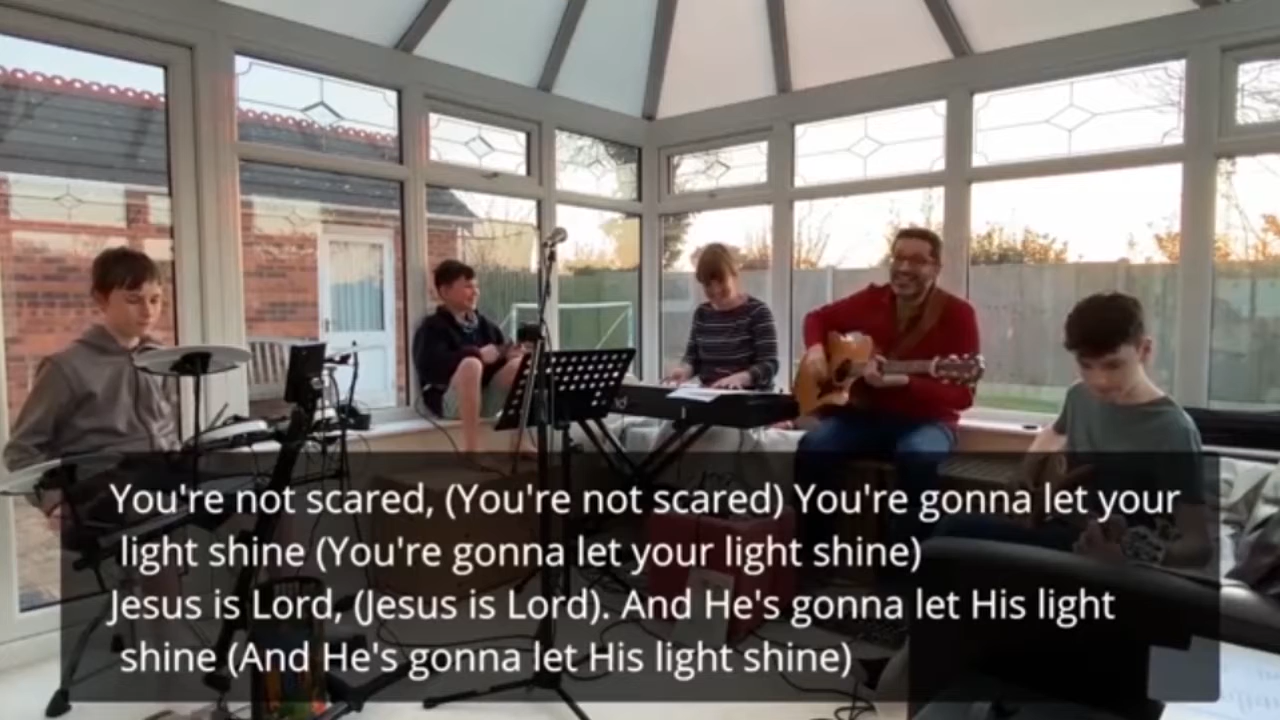 You're not scared, (You're not scared) You're gonna let your
light shine (You're gonna let your light shine)
Jesus is Lord, (Jesus is Lord). And He's gonna let His light
shine (And He's gonna let His light shine)